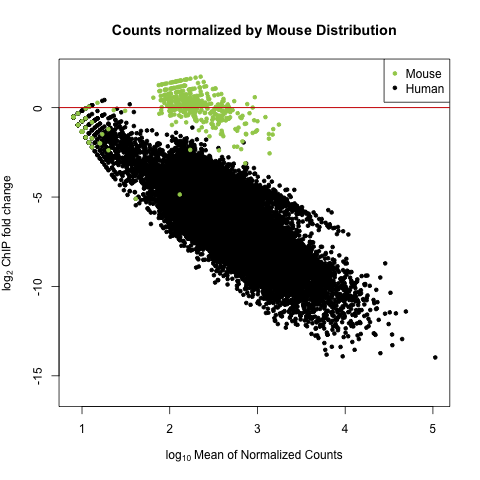 Counts normalized by Mouse Distribution
Mouse
Human
log2 ChIP fold change
0
-5
-10
-15
1 2 3 4 5
log10 Mean of Normalized Counts